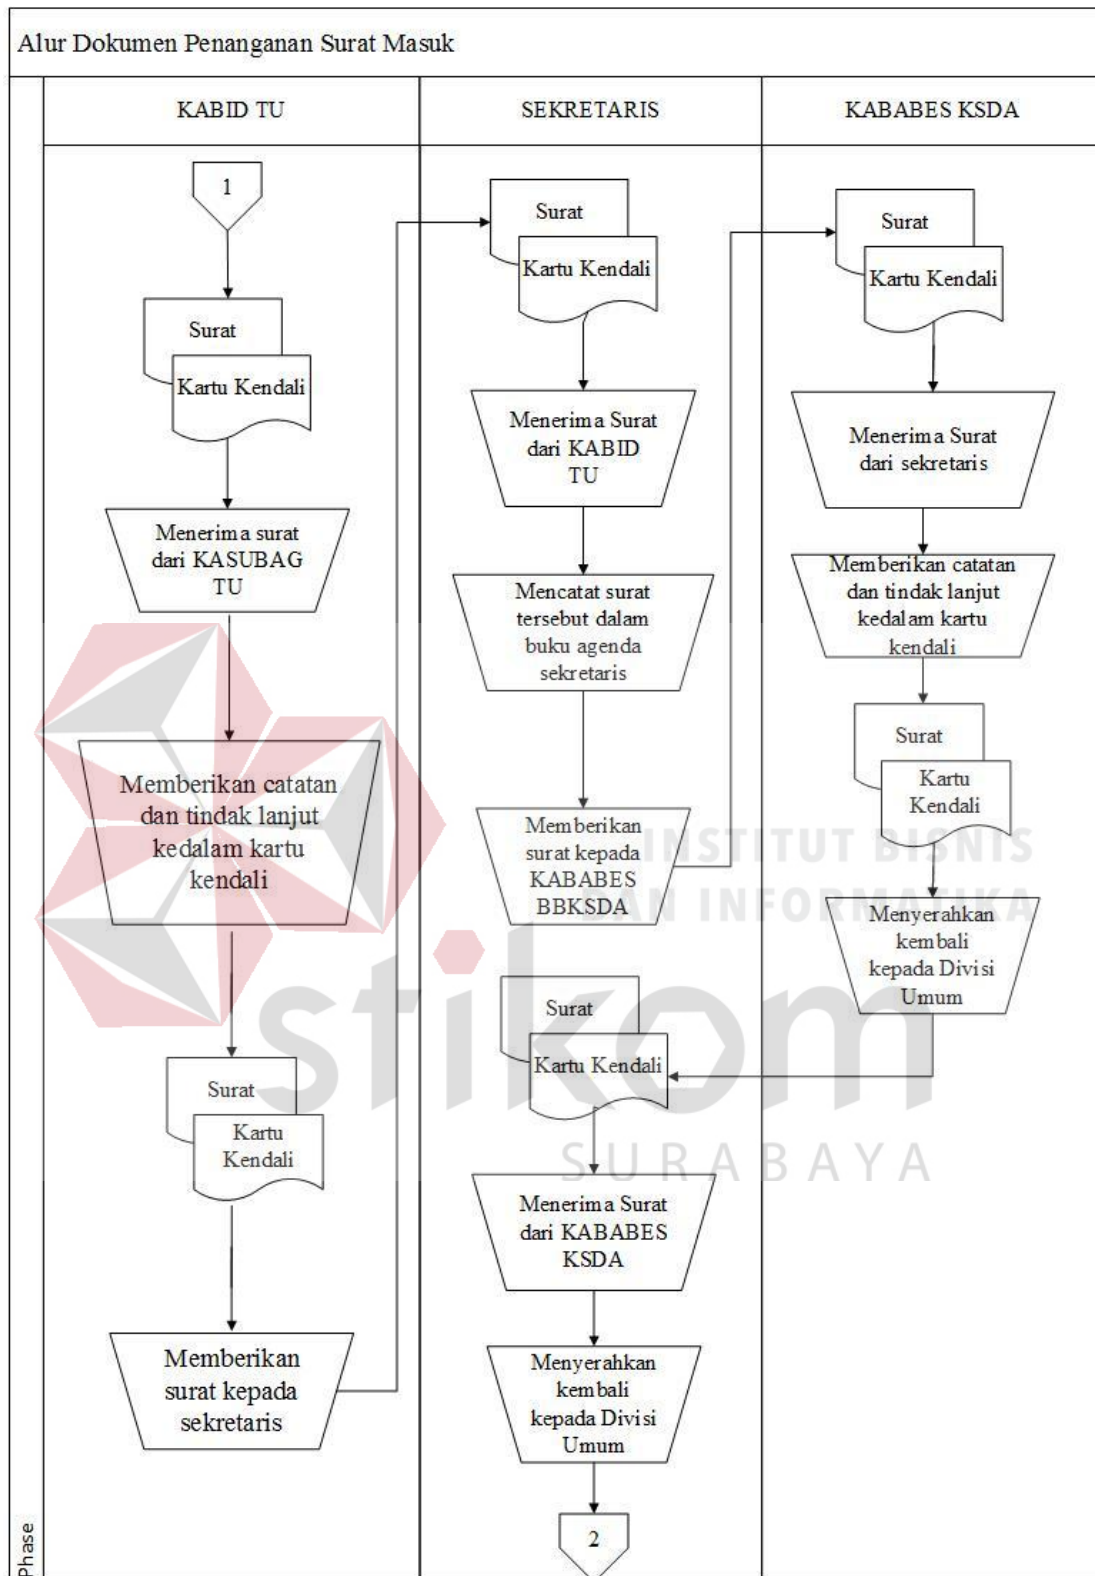 Alur Dokumen Penanganan Surat Masuk
KABID TU
SEKRETARIS
KABABES KSDA
1
Surat
Kartu Kendali
Menerima surat
dari KASUBAG
TU
Memberikan catatan
dan tindak lanjut
kedalam kartu
kendali
Surat
Kartu
Kendali
Memberikan
surat kepada
sekretaris
Surat
Kartu Kendali
Menerima Surat
dari KABID
TU
Mencatat surat
tersebut dalam
buku agenda
sekretaris
Memberikan
surat kepada
KABABES
BBKSDA
Surat
Kartu Kendali
Menerima Surat
dari KABABES
KSDA
Menyerahkan
kembali
kepada Divisi
Umum
2
Surat
Kartu Kendali
Menerima Surat
dari sekretaris
Memberikan catatan
dan tindak lanjut
kedalam kartu
kendali
Surat
Kartu
Kendali
Menyerahkan
kembali
kepada Divisi
Umum
Phase
INSTITUT BISNIS
DAN INFORMATIKA
stikom
SURABAYA